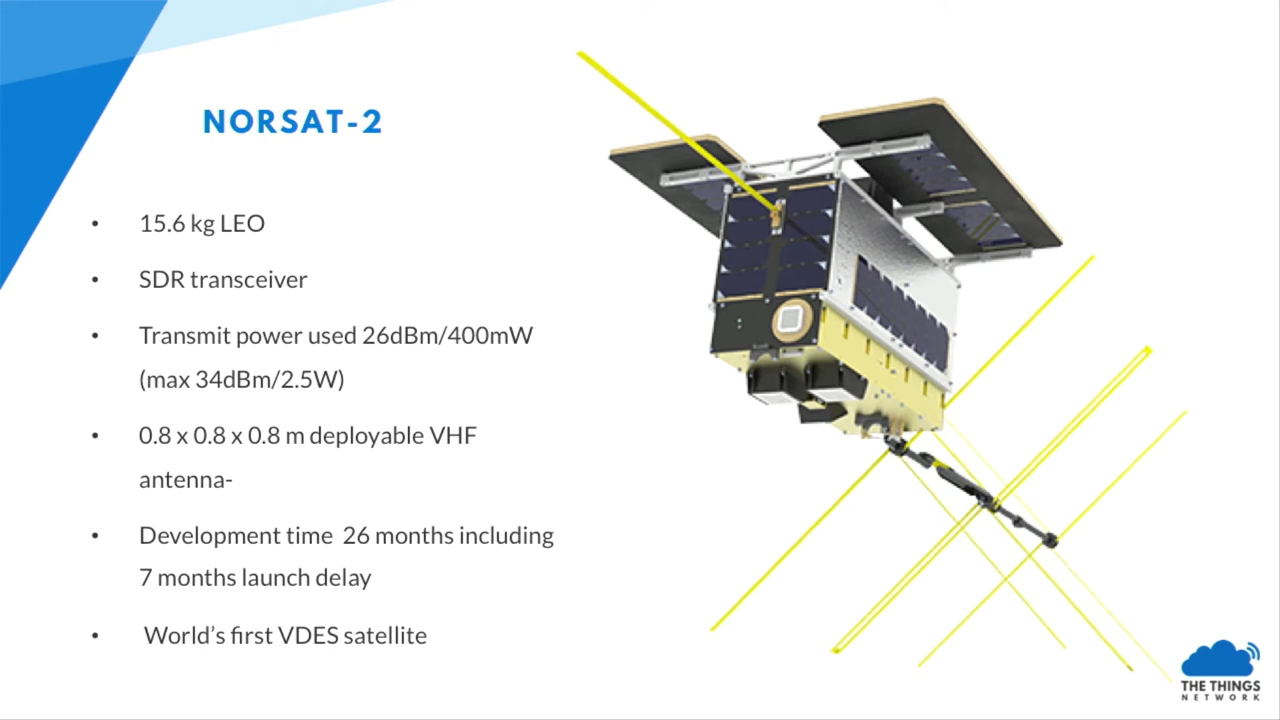 NORSAT-2
• 15.6 kg LEO
• SDR transceiver
• Transmit power used 26dBm/400mW
(max 34dBm/2.5W)
• 0.8 x 0.8 x 0.8 m deployable VHF
antenna-
• Development time  26 months including
7 months launch delay
• World’s first VDES satellite
THE THINGS
NETWORK